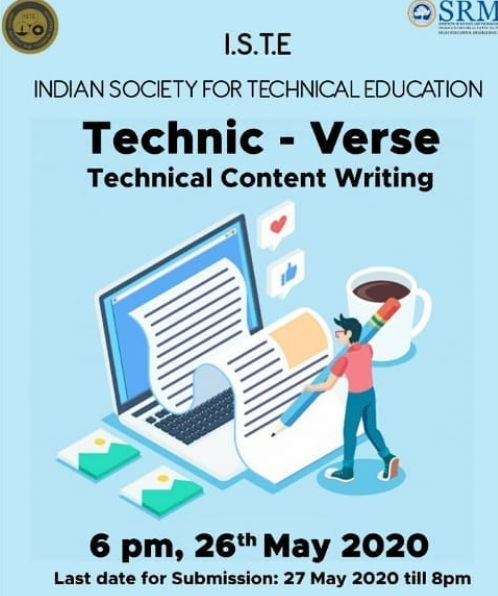 SRM
I.S.T.E
INDIAN SOCIETY FOR TECHNICAL EDUCATION
Technic - Verse
Technical Content Writing
6 pm, 26th May 2020
Last date for Submission: 27 May 2020 till 8pm